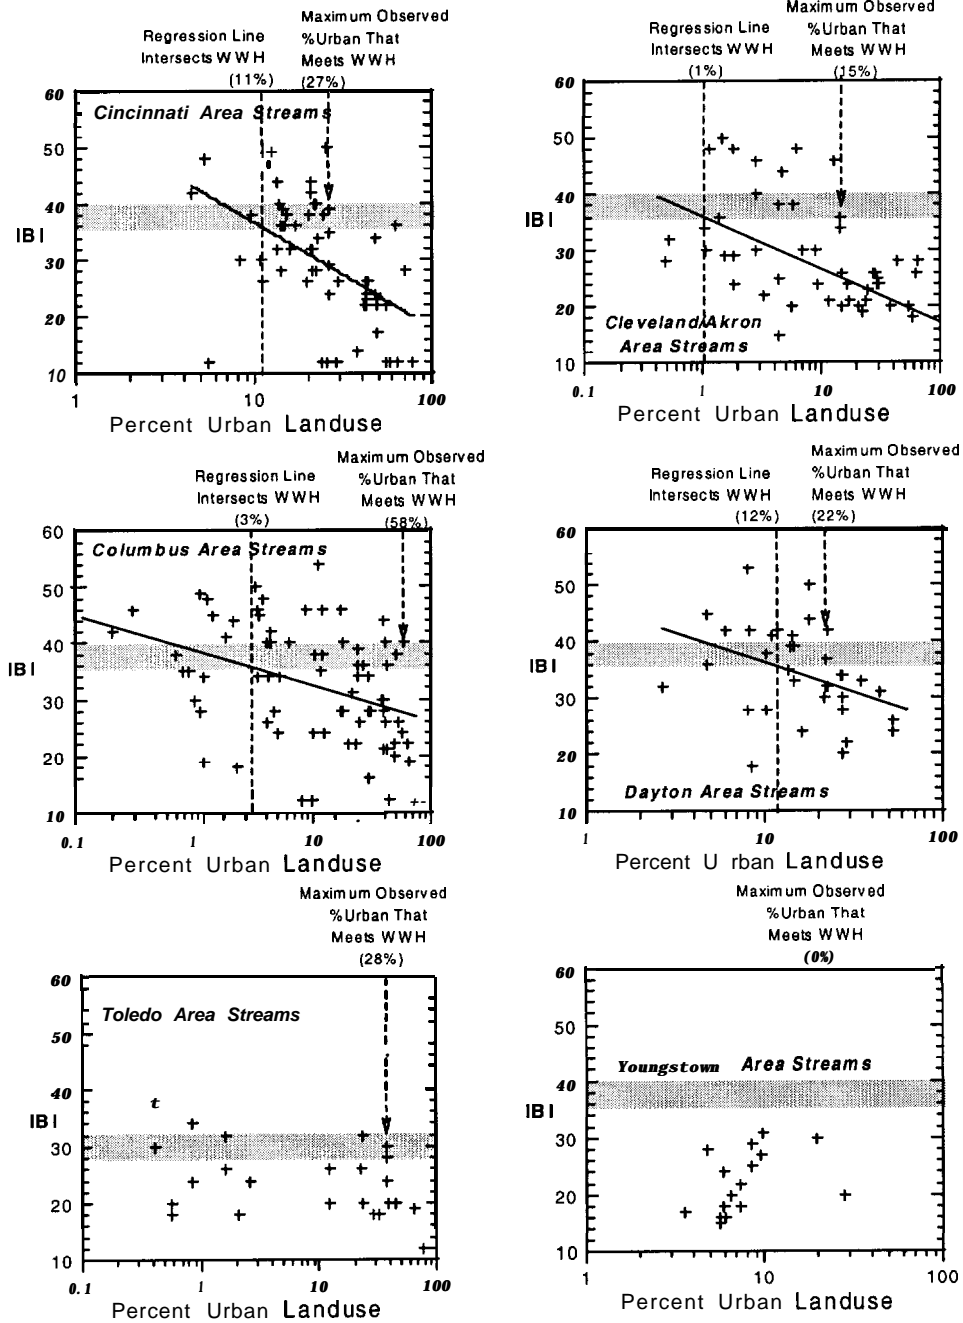 Regression Line
Intersects WWH
(11%)
Maximum Observed
%Urban That
Meets WWH
(27%)
60
50
40
30
20
10
IBI
Cincinnati Area Streams
1
10
100
Percent Urban Landuse
Regression Line
Intersects WWH
(1%)
Maximum Observed
%Urban That
Meets WWH
(15%)
60
50
40
30
20
10
IBI
Cleveland/Akron
Area Streams
0.1
1
10
100
Percent Urban Landuse
Regression Line
Intersects WWH
(3%)
Maximum Observed
%Urban That
Meets WWH
(58%)
60
50
40
30
20
10
IBI
Columbus Area Streams
0.1
1
10
100
Percent Urban Landuse
Regression Line
Intersects WWH
(12%)
Maximum Observed
%Urban That
Meets WWH
(22%)
60
50
40
30
20
10
IBI
Dayton Area Streams
1
10
100
Percent U rban Landuse
Maximum Observed
%Urban That
Meets WWH
(28%)
60
50
40
30
20
10
IBI
Toledo Area Streams
t
0.1
1
10
100
Percent Urban Landuse
Maximum Observed
%Urban That
Meets WWH
(0%)
60
50
40
30
20
10
IBI
Youngstown Area Streams
1
10
100
Percent Urban Landuse